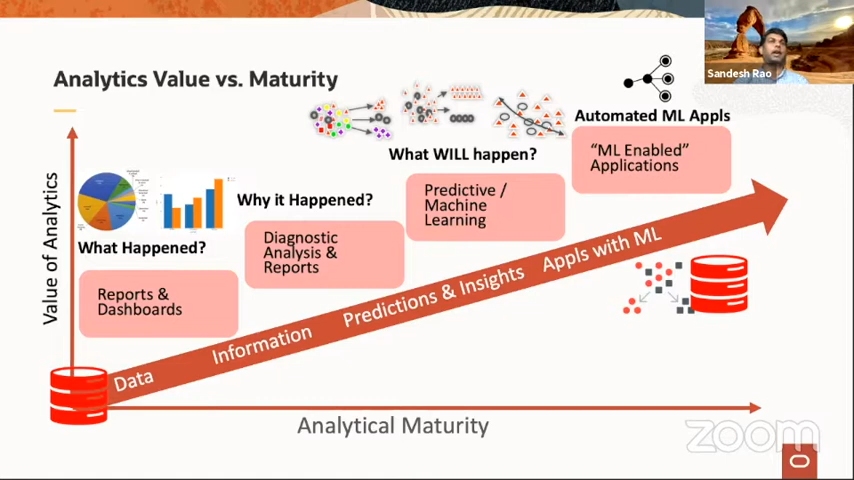 Sandesh Rao
Analytics Value vs. Maturity
Automated ML Appls
"ML Enabled"
Applications
What WILL happen?
Predictive /
Machine
Learning
Why it Happened?
Diagnostic
Analysis &
Reports
What Happened?
Reports &
Dashboards
Value of Analytics
Data
Information
Predictions & Insights
Appls with ML
Analytical Maturity
zoom